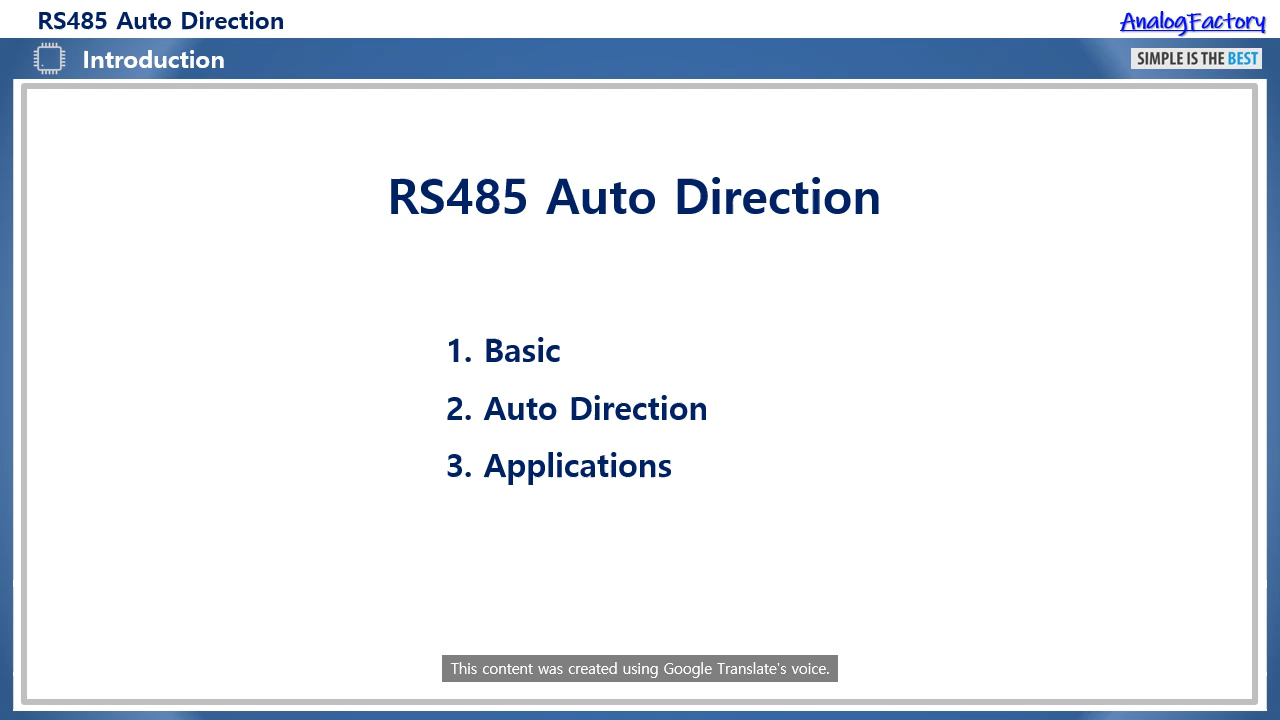 RS485 Auto Direction
AnalogFactory
Introduction
SIMPLE IS THE BEST
RS485 Auto Direction
1. Basic
2. Auto Direction
3. Applications
This content was created using Google Translate's voice.